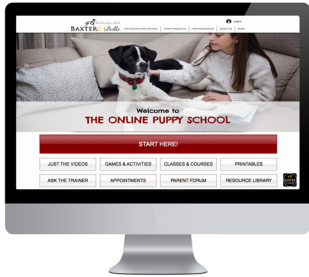 BAXTER & Bella
Welcome to
THE ONLINE PUPPY SCHOOL
START HERE!
JUST THE VIDEOS
GAMES & ACTIVITIES
CLASSES & COURSES
PRINTABLES
ASK THE TRAINER
APPOINTMENTS
PARENT FORUM
RESOURCE LIBRARY